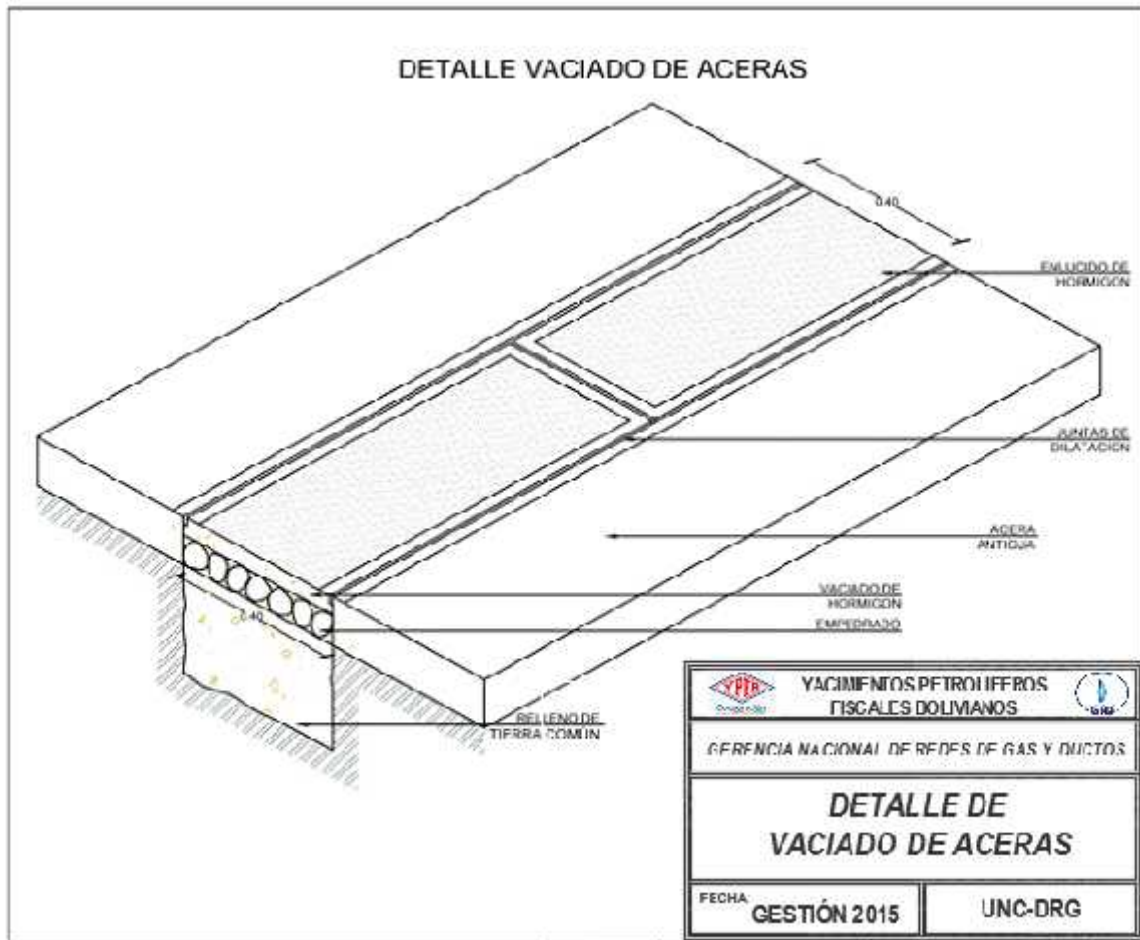 DETALLE VACIADO DE ACERAS
0.40
ENLUCIDO DE
HORMIGON
JUNTAS DE
DILATACION
ACERA
ANTIGUA
VACIADO DE
HORMIGON
EMPEDRADO
0.40
RELLENO DE
TIERRA COMÚN
YPFB
YACIMIENTOS PETROLIFEROS
FISCALES BOLIVIANOS
GERENCIA NACIONAL DE REDES DE GAS Y DUCTOS
DETALLE DE
VACIADO DE ACERAS
FECHA
GESTIÓN 2015
UNC-DRG